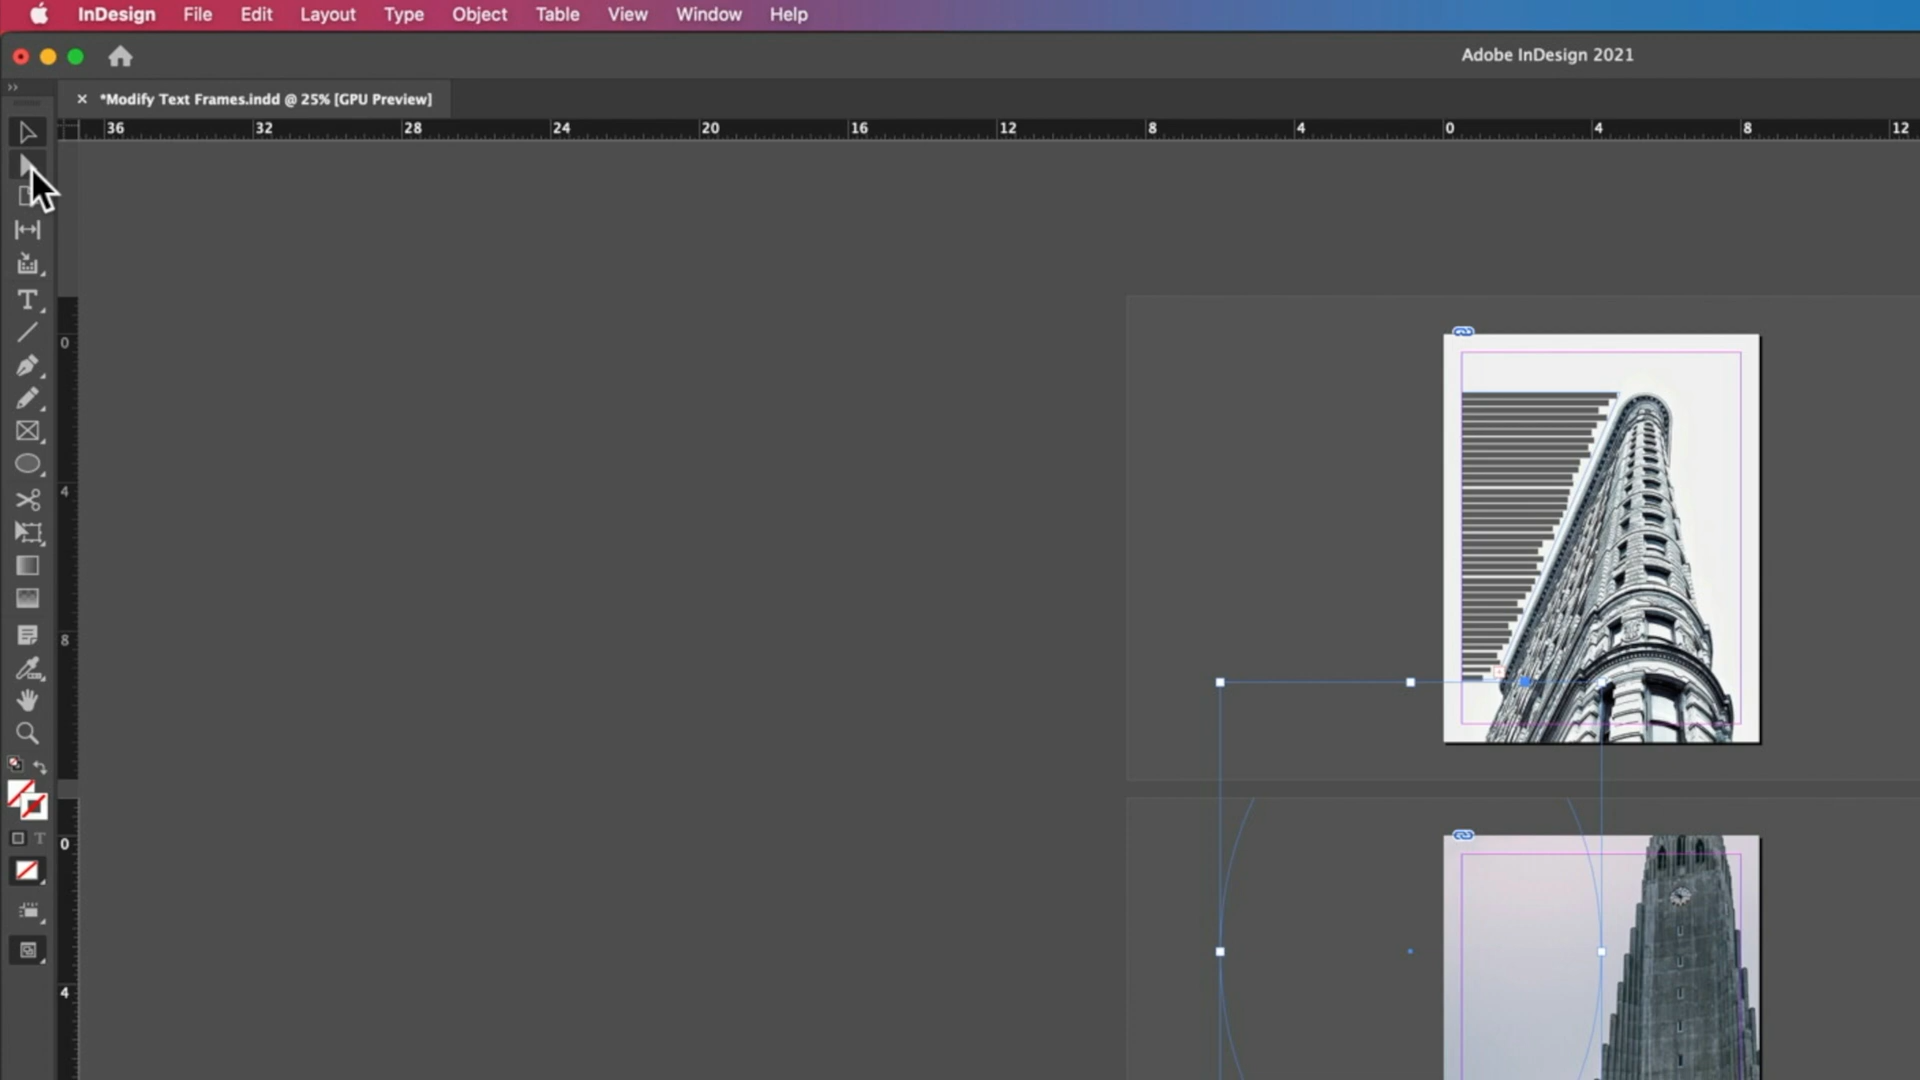 InDesign File Edit Layout Type Object Table View Window Help
Adobe InDesign 2021
*Modify Text Frames.indd @ 25% [GPU Preview]
36 32 28 24 20 16 12 8 4 0 4 8 12
0
4
8
0
4